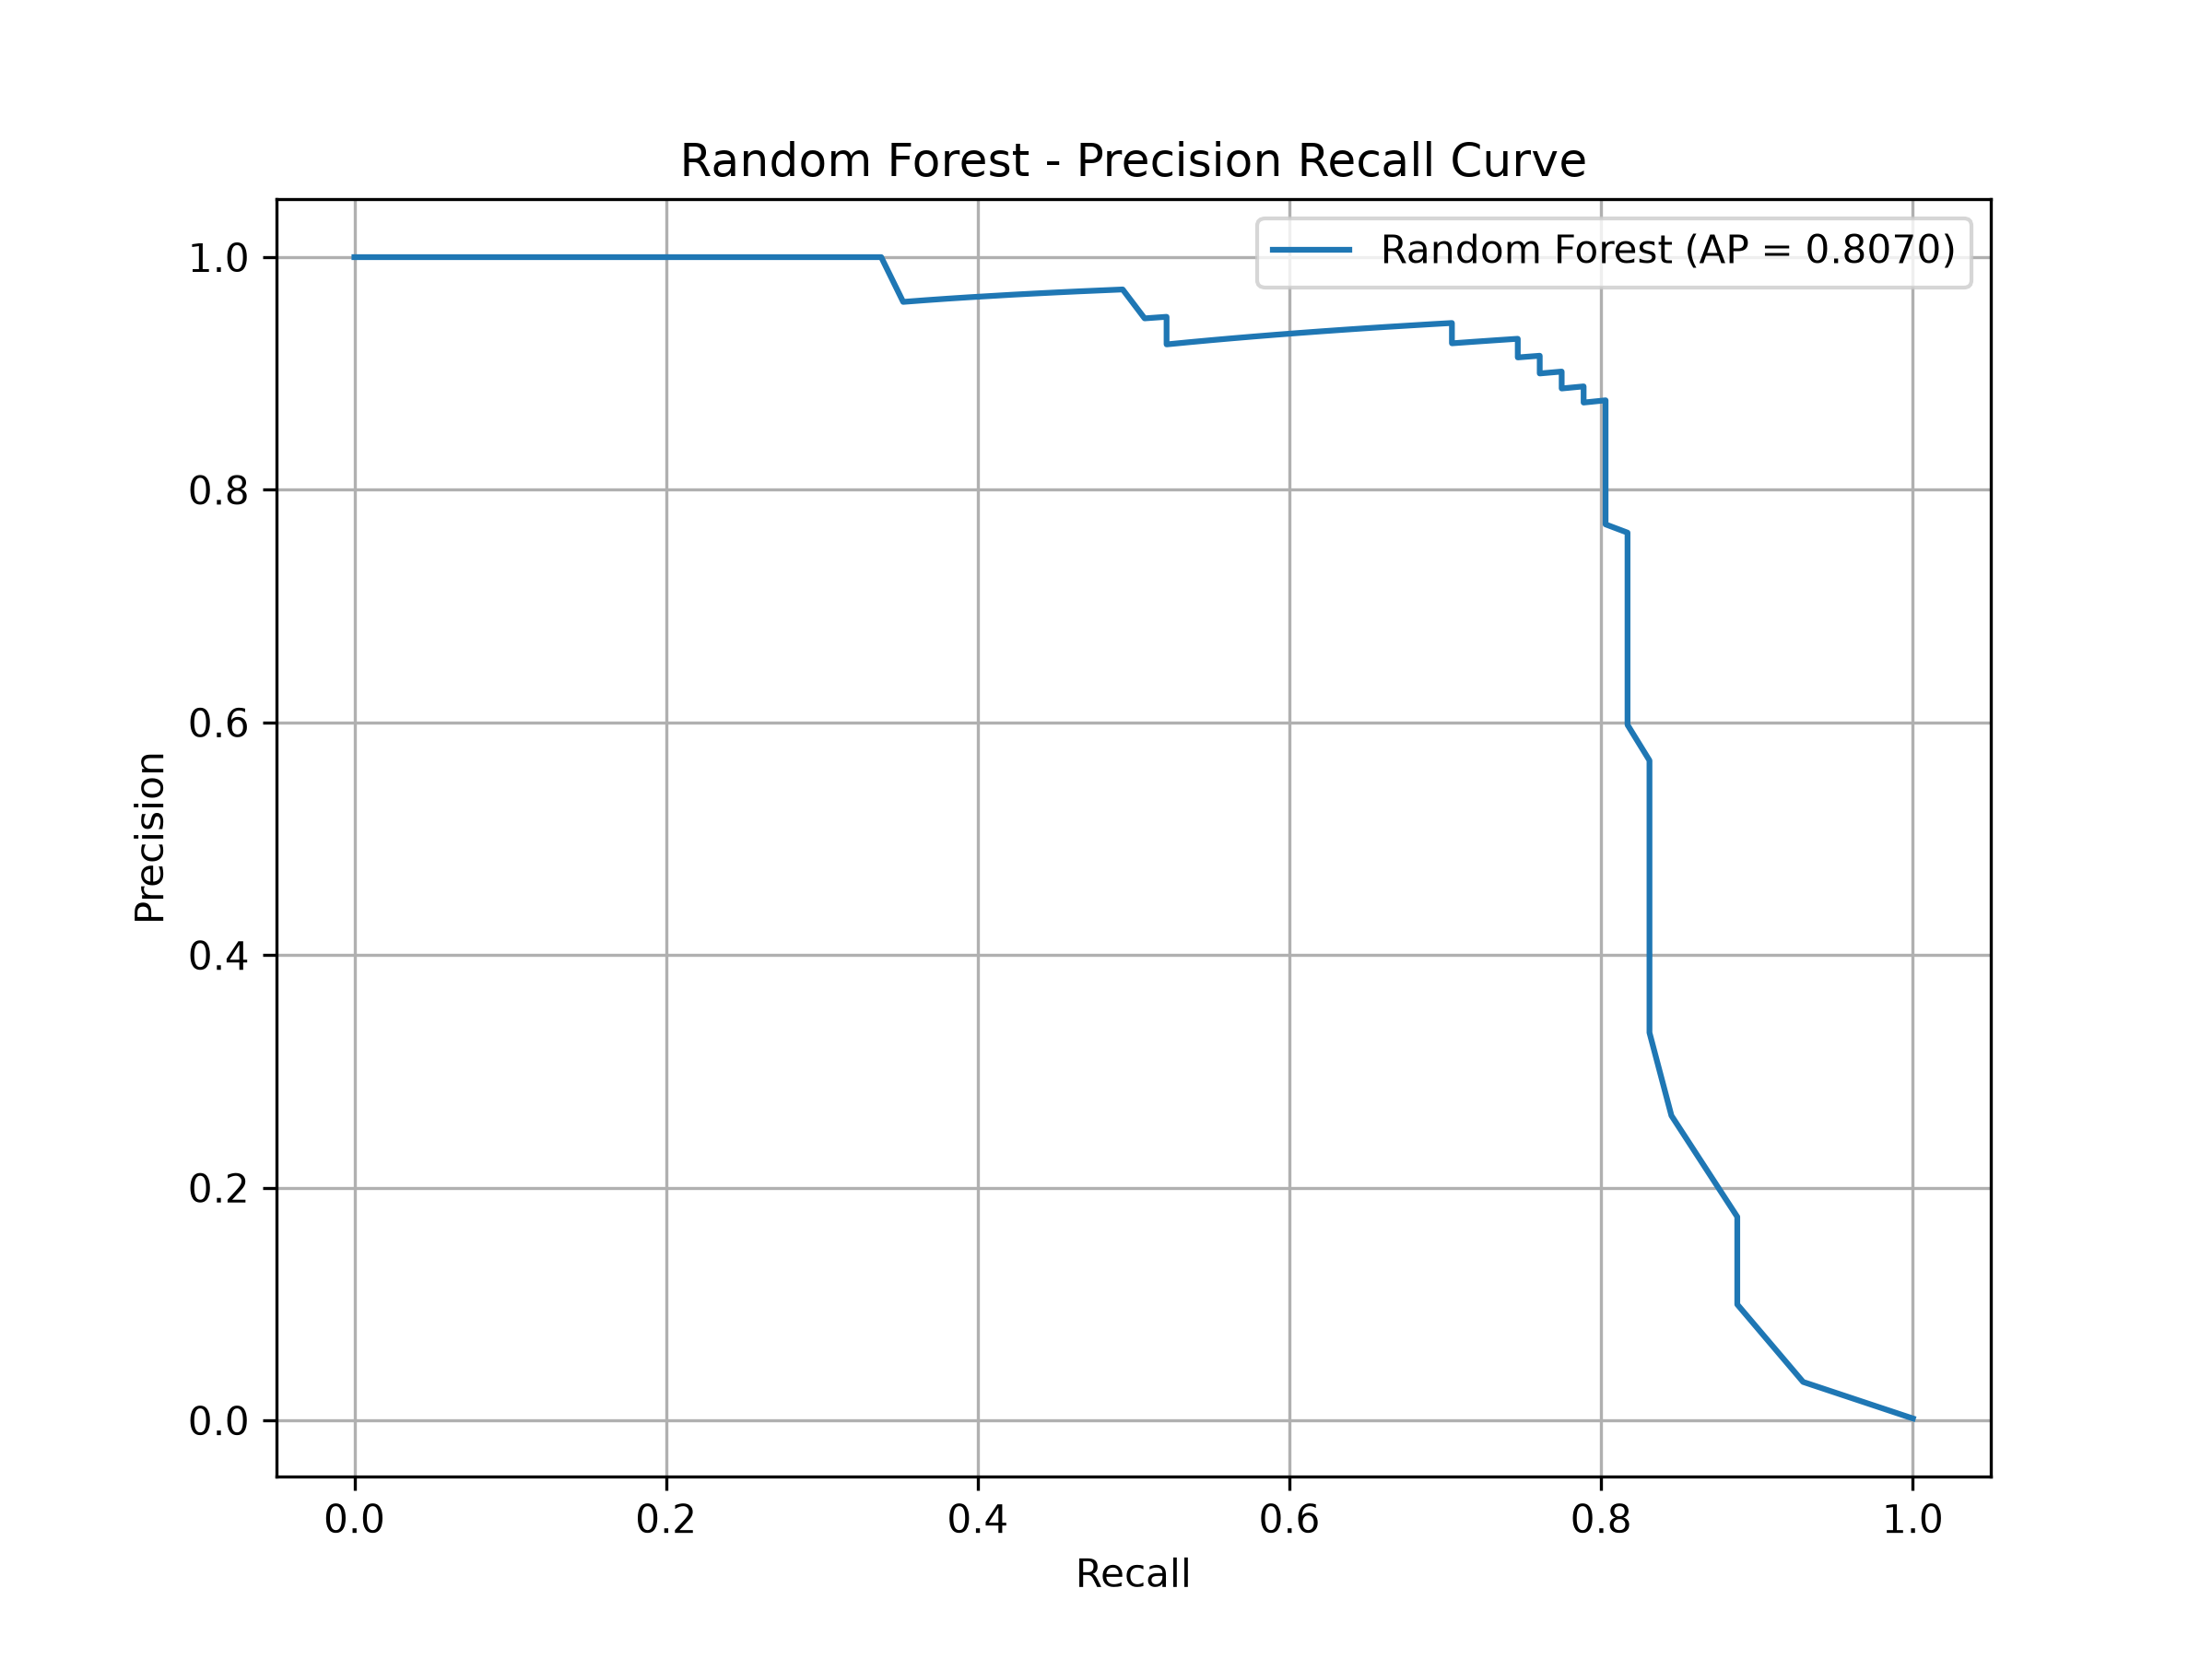 Random Forest - Precision Recall Curve
Random Forest (AP = 0.8070)
1.0
0.8
0.6
0.4
0.2
0.0
Precision
0.0 0.2 0.4 0.6 0.8 1.0
Recall